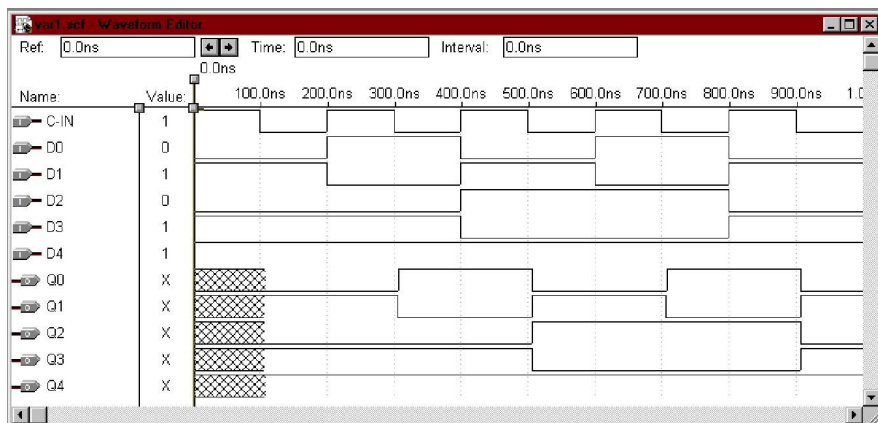 var1.scf - Waveform Editor
Ref: 0.0ns Time: 0.0ns Interval: 0.0ns
0.0ns
Name: Value: 100.0ns 200.0ns 300.0ns 400.0ns 500.0ns 600.0ns 700.0ns 800.0ns 900.0ns 1.0
C-IN 1
D0 0
D1 1
D2 0
D3 1
D4 1
Q0 X
Q1 X
Q2 X
Q3 X
Q4 X